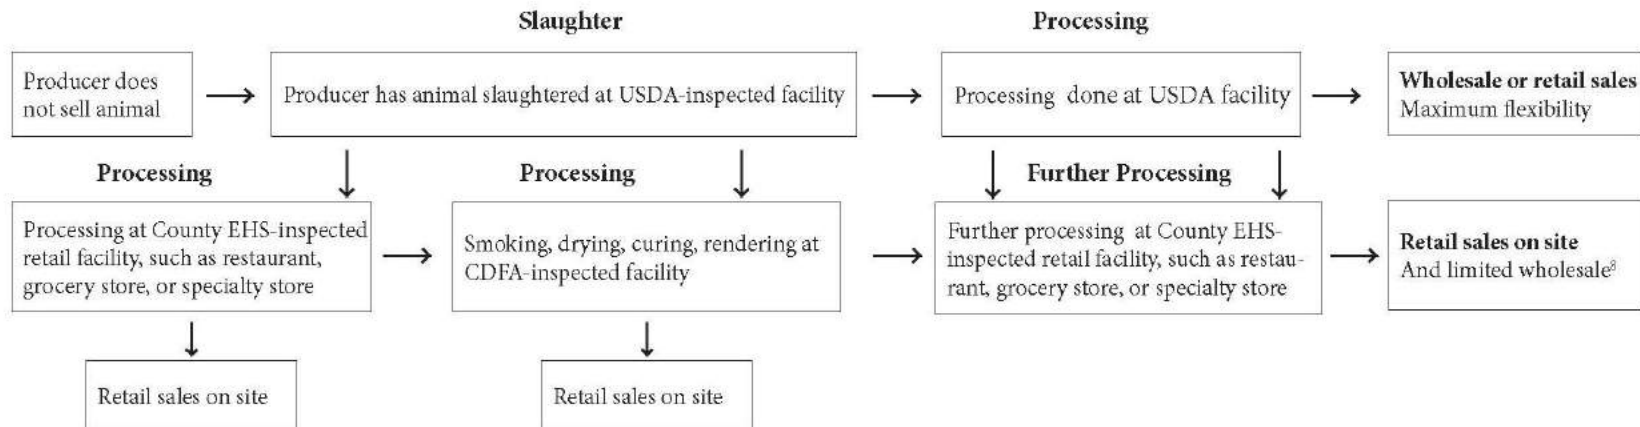 Slaughter
Processing
Producer does
not sell animal
Producer has animal slaughtered at USDA-inspected facility
Processing done at USDA facility
Wholesale or retail sales
Maximum flexibility
Processing
Processing
Further Processing
Processing at County EHS-inspected
retail facility, such as restaurant,
grocery store, or specialty store
Smoking, drying, curing, rendering at
CDFA-inspected facility
Further processing at County EHS-
inspected retail facility, such as restau-
rant, grocery store, or specialty store
Retail sales on site
And limited wholesale⁸
Retail sales on site
Retail sales on site